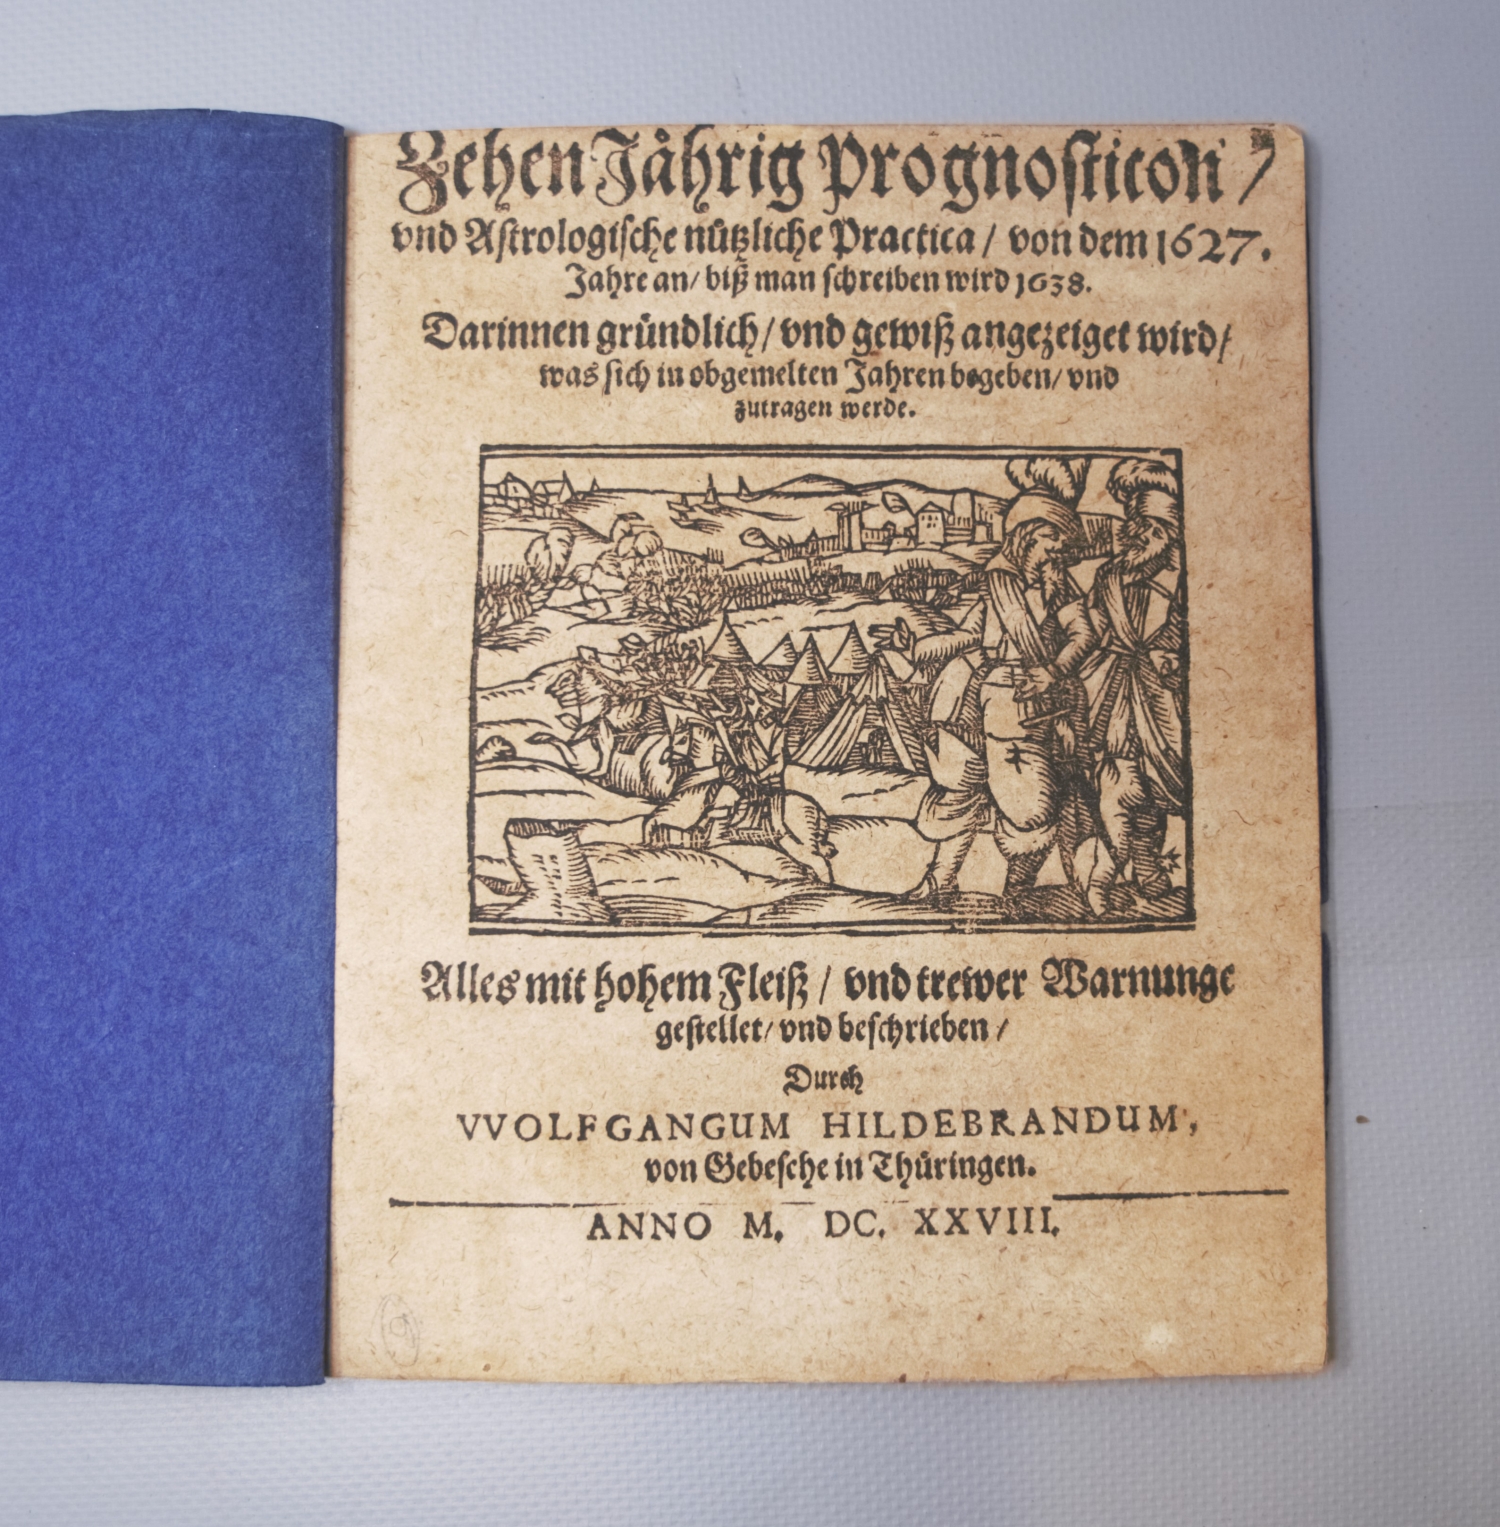 Zehen Jåhrig Prognosticon /
vnd Astrologische nützliche Practica / von dem 1627.
Jahre an / biß man schreiben wird 1638.
Darinnen gründlich / vnd gewiß angezeiget wird /
was sich in obgemelten Jahren begeben / vnd
zutragen werde.
Alles mit hohem Fleiß / vnd trewer Warnunge
gestellet / vnd beschrieben /
Durch
VVOLFGANGUM HILDEBRANDUM,
von Gebesche in Thüringen.
ANNO M. DC. XXVIII.